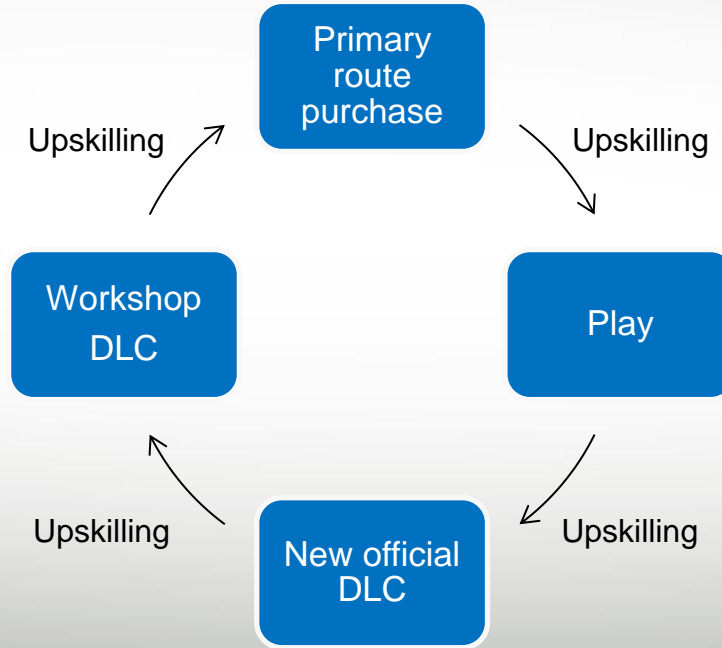 Primary
route
purchase
Upskilling
Upskilling
Workshop
DLC
Play
Upskilling
Upskilling
New official
DLC